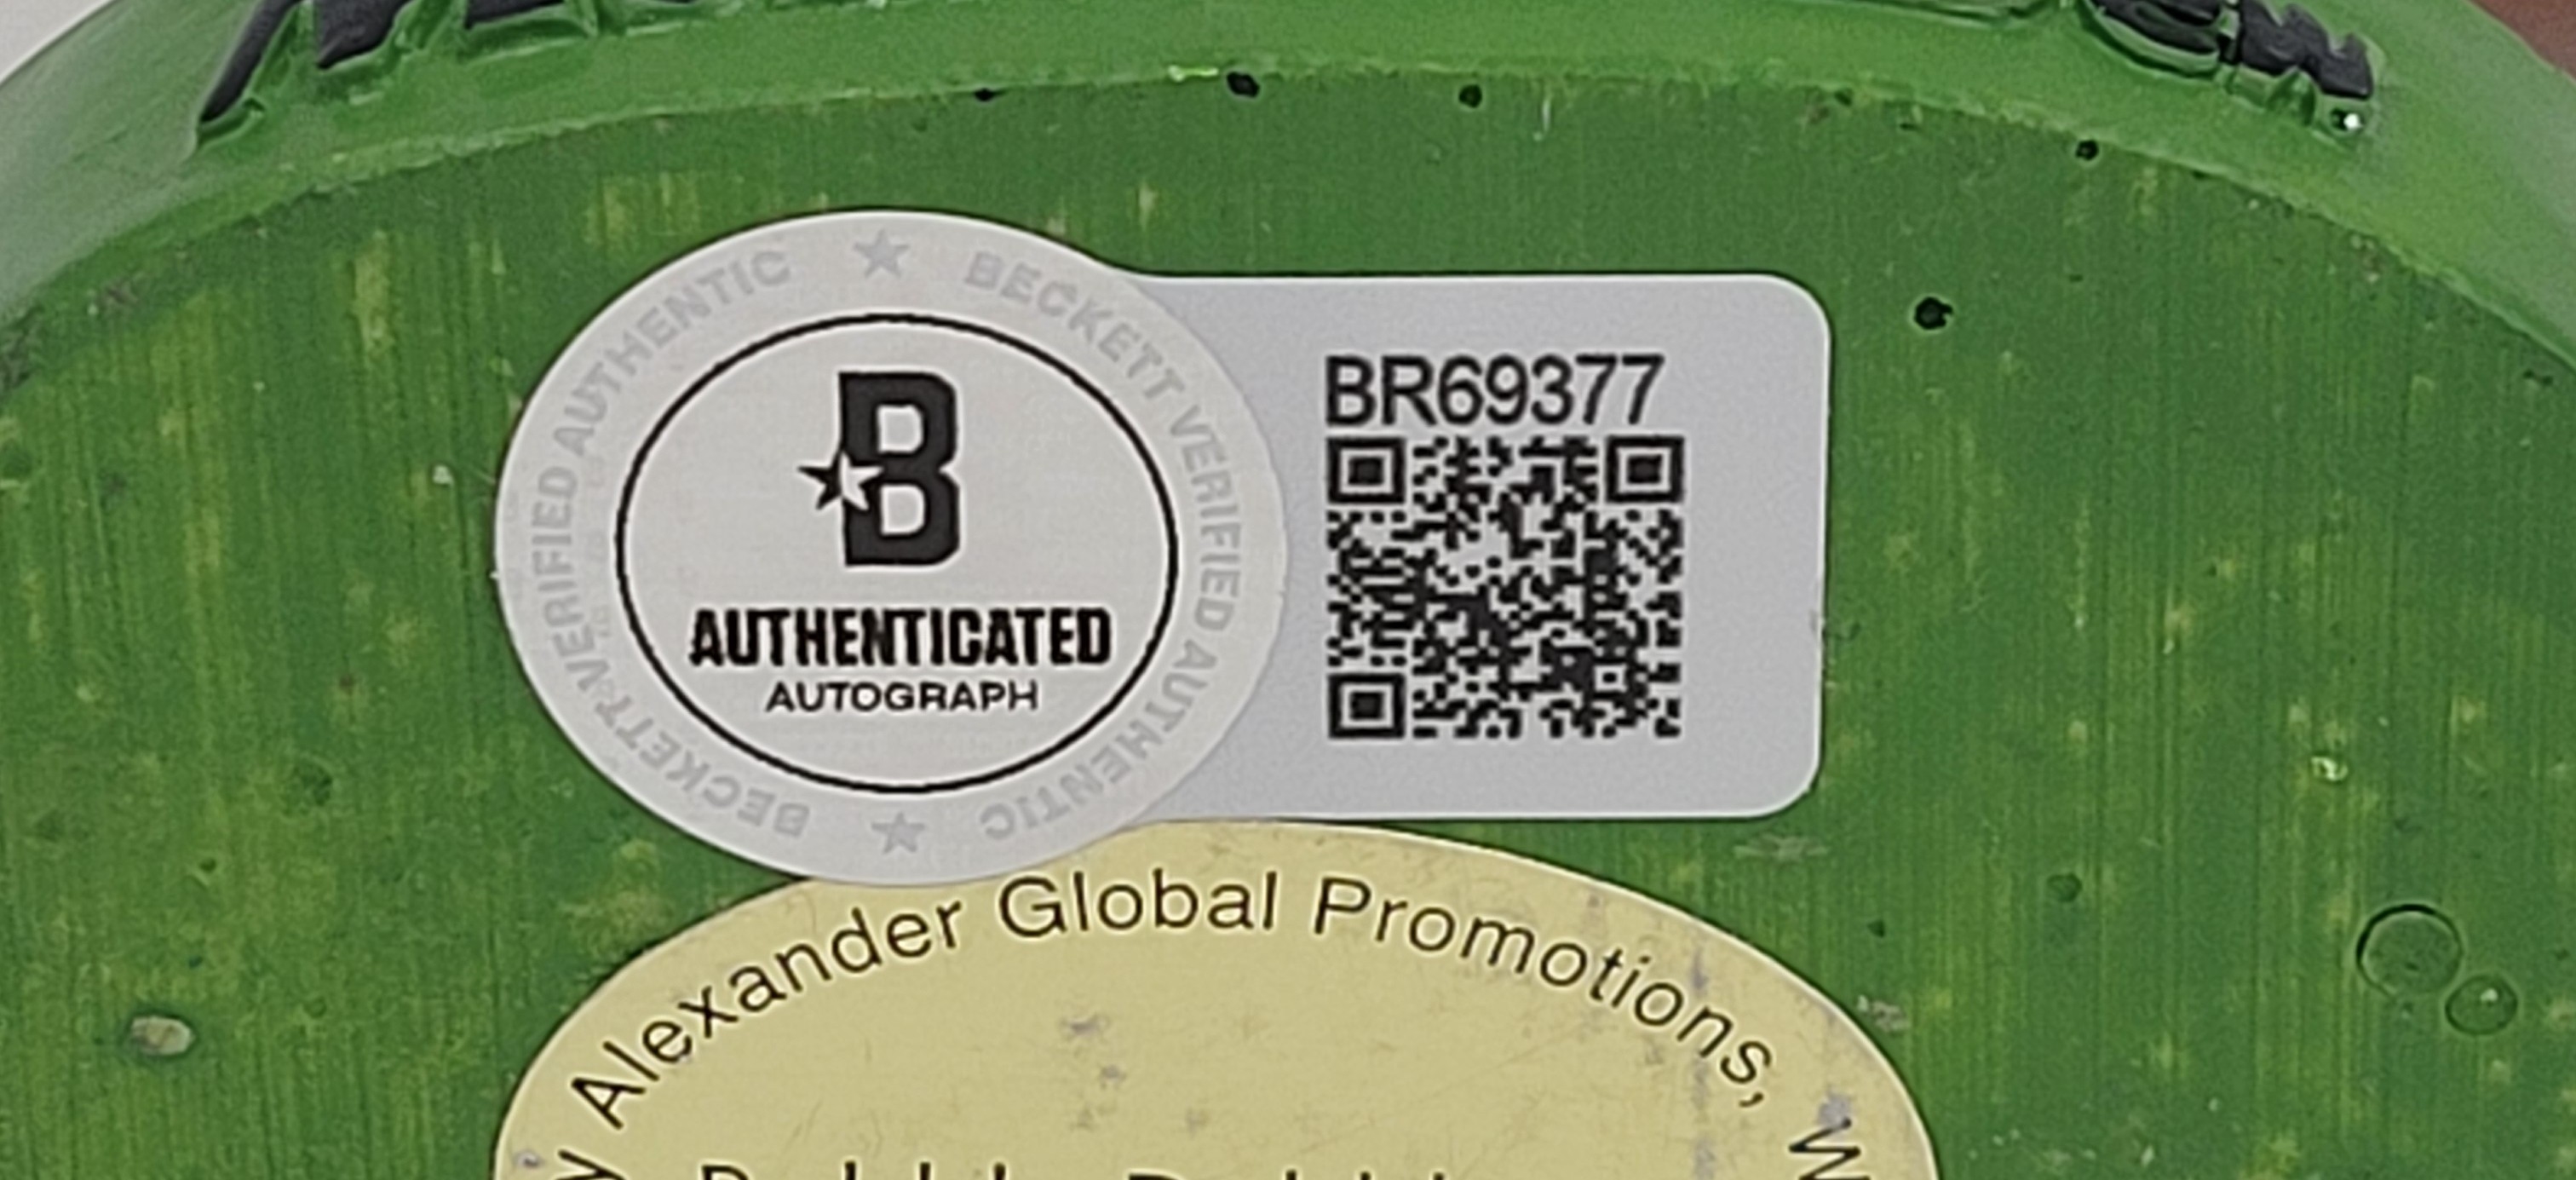 BECKETT VERIFIED AUTHENTIC ★ BECKETT VERIFIED AUTHENTIC ★
B
AUTHENTICATED
AUTOGRAPH
BR69377
Alexander Global Promotions,